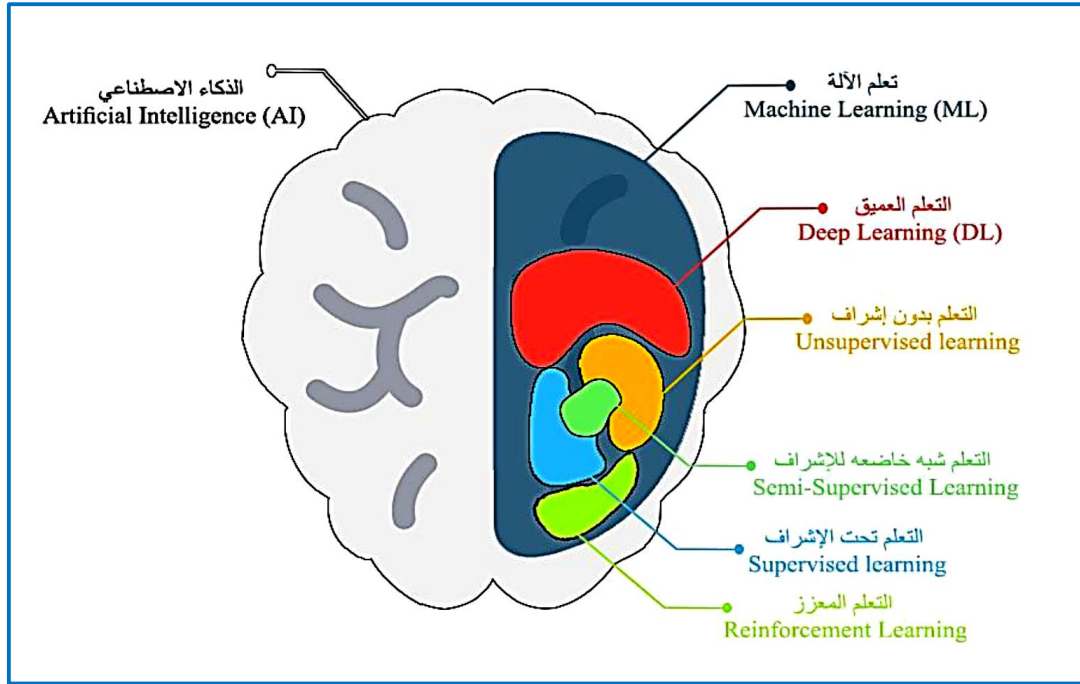 الذكاء الاصطناعي
Artificial Intelligence (AI)
تعلم الآلة
Machine Learning (ML)
التعلم العميق
Deep Learning (DL)
التعلم بدون إشراف
Unsupervised learning
التعلم شبه خاضعه للإشراف
Semi-Supervised Learning
التعلم تحت الإشراف
Supervised learning
التعلم المعزز
Reinforcement Learning